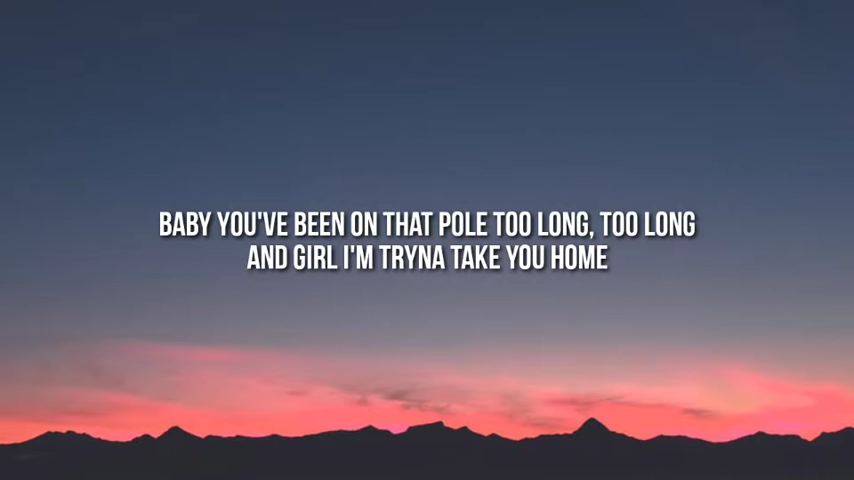 BABY YOU'VE BEEN ON THAT POLE TOO LONG, TOO LONG
AND GIRL I'M TRYNA TAKE YOU HOME